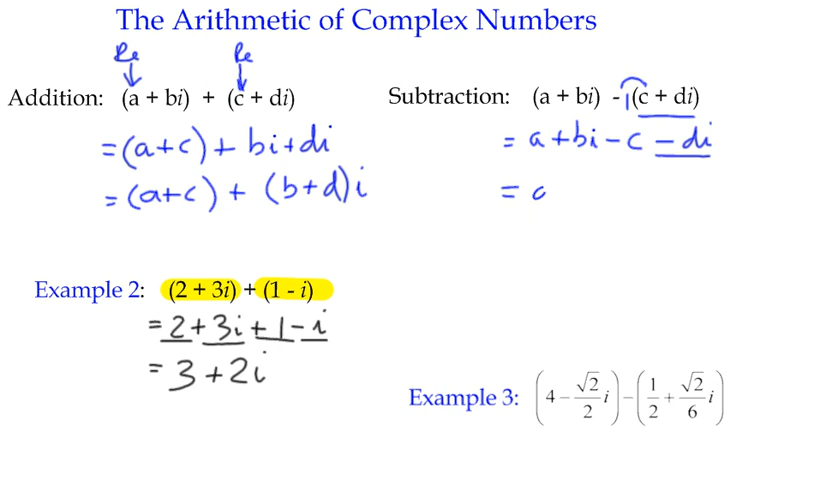 The Arithmetic of Complex Numbers
Re Re
Addition: (a + bi) + (c + di)
= (a+c) + bi+di
= (a+c) + (b+d)i
Subtraction: (a + bi) -1(c + di)
= a+bi-c-di
= a
Example 2: (2 + 3i) + (1 - i)
= 2+3i+1-i
= 3+2i
Example 3: (4 − √2/2 i) − (1/2 + √2/6 i)